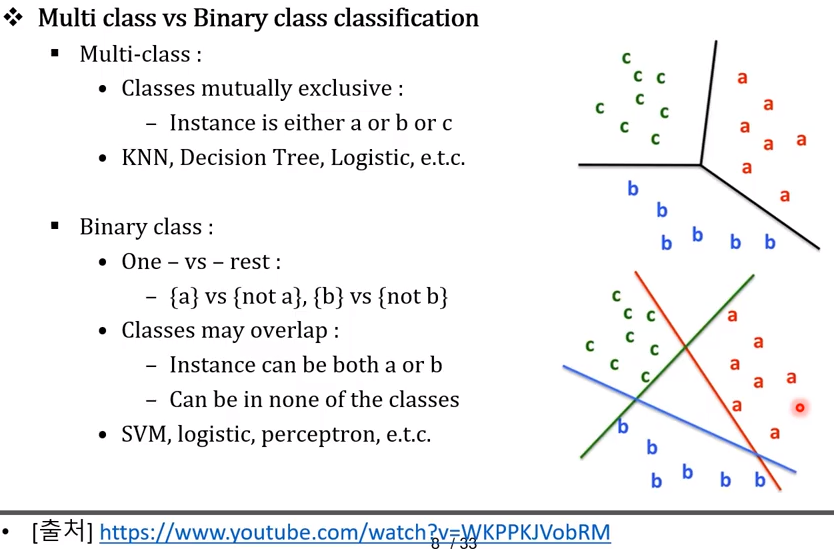 ❖ Multi class vs Binary class classification
▪ Multi-class :
• Classes mutually exclusive :
– Instance is either a or b or c
• KNN, Decision Tree, Logistic, e.t.c.
▪ Binary class :
• One – vs – rest :
– {a} vs {not a}, {b} vs {not b}
• Classes may overlap :
– Instance can be both a or b
– Can be in none of the classes
• SVM, logistic, perceptron, e.t.c.
c
c c a
c c c a
c c a a a
a
b a
b
b b b b
c
c c a
c a
c c a
c c a a
a
b a
b
b b b b
• [출처] https://www.youtube.com/watch?v=WKPPKJVobRM
8 / 33